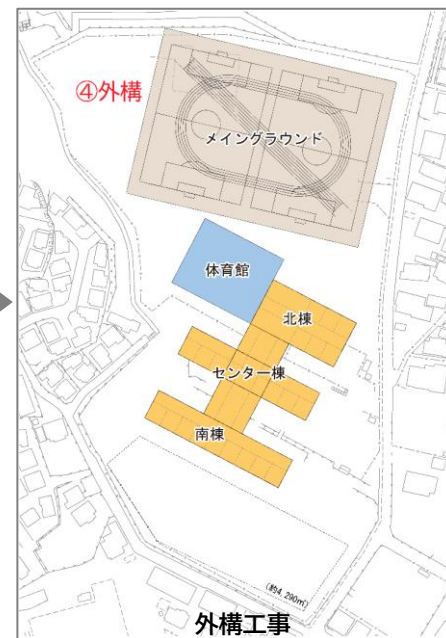 ④外構
メイングラウンド
体育館
北棟
センター棟
南棟
(約4,290㎡)
外構工事